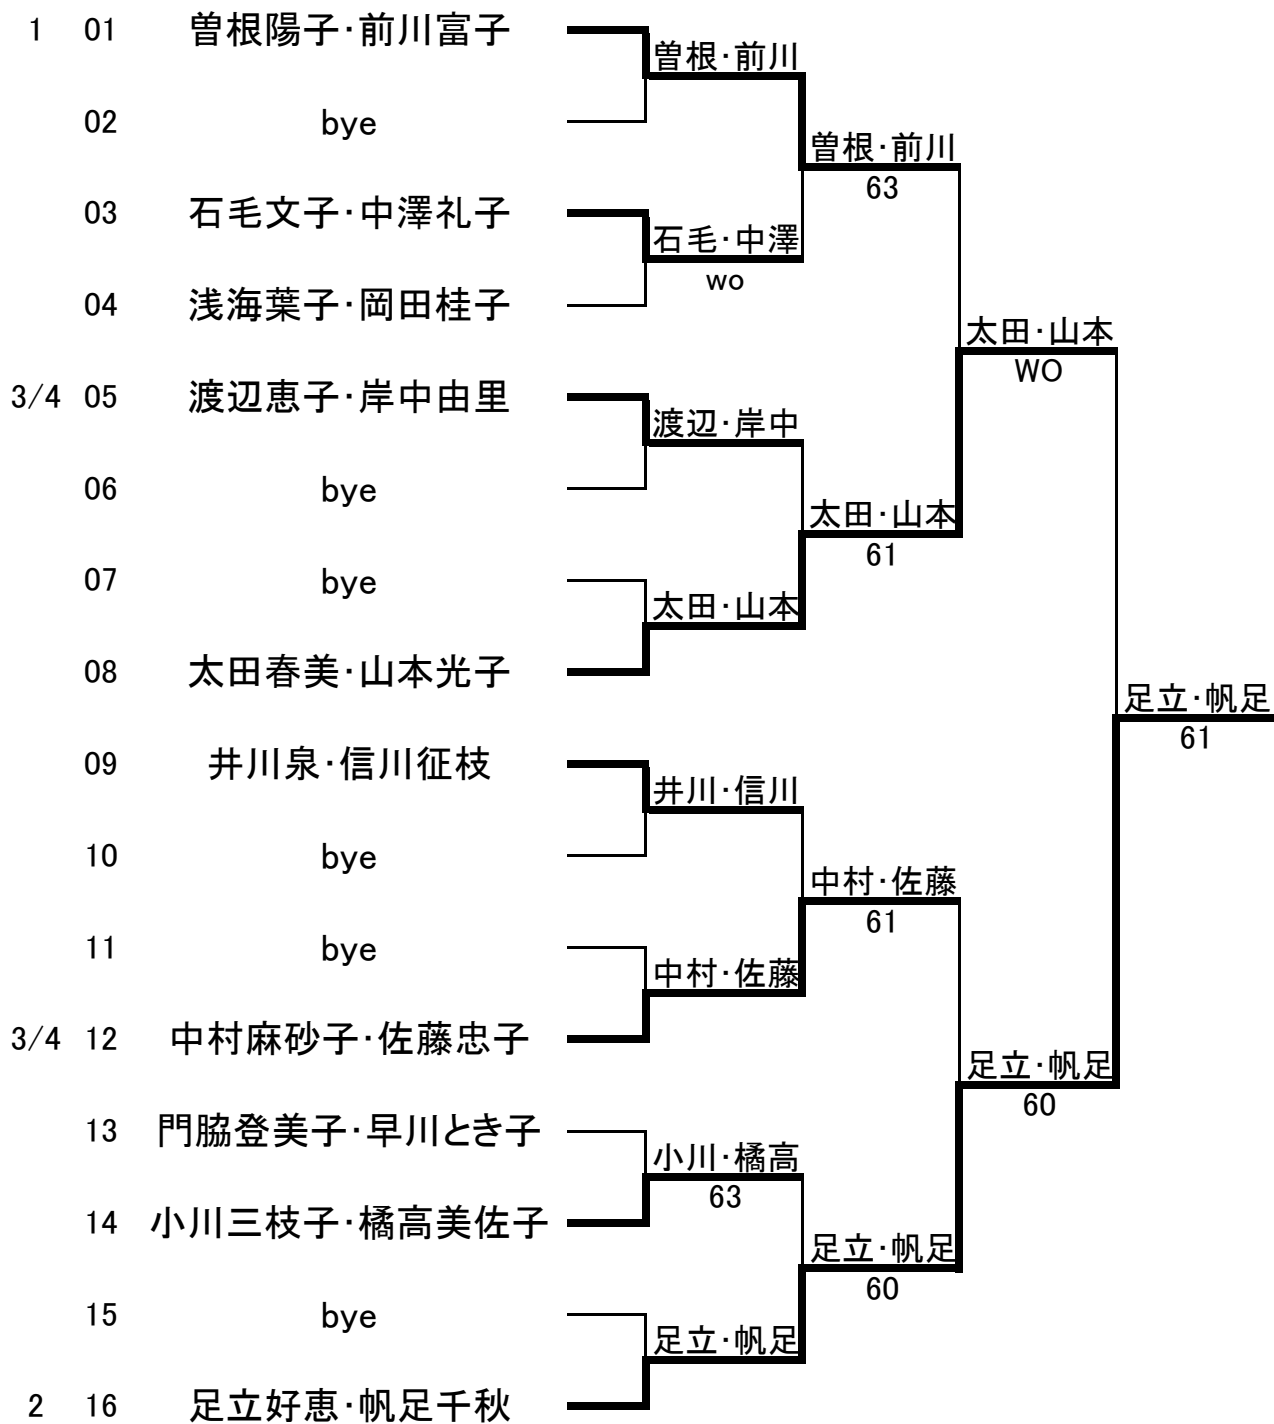 1 01 曽根陽子・前川富子
曽根・前川
02 bye
曽根・前川
63
03 石毛文子・中澤礼子
石毛・中澤
wo
04 浅海葉子・岡田桂子
太田・山本
WO
3/4 05 渡辺恵子・岸中由里
渡辺・岸中
06 bye
太田・山本
61
07 bye
太田・山本
08 太田春美・山本光子
足立・帆足
61
09 井川泉・信川征枝
井川・信川
10 bye
中村・佐藤
61
11 bye
中村・佐藤
3/4 12 中村麻砂子・佐藤忠子
足立・帆足
60
13 門脇登美子・早川とき子
小川・橘高
63
14 小川三枝子・橘高美佐子
足立・帆足
60
15 bye
足立・帆足
2 16 足立好恵・帆足千秋